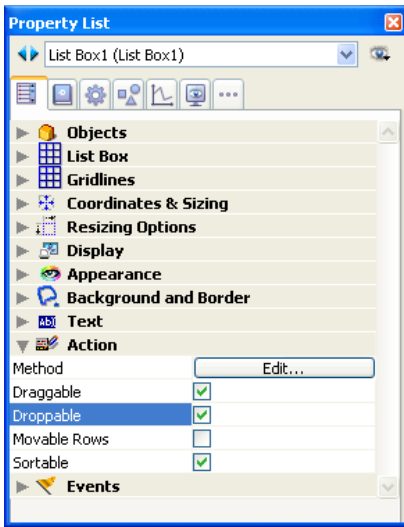 Property List
List Box1 (List Box1)
Objects
List Box
Gridlines
Coordinates & Sizing
Resizing Options
Display
Appearance
Background and Border
Text
Action
Method Edit...
Draggable
Droppable
Movable Rows
Sortable
Events